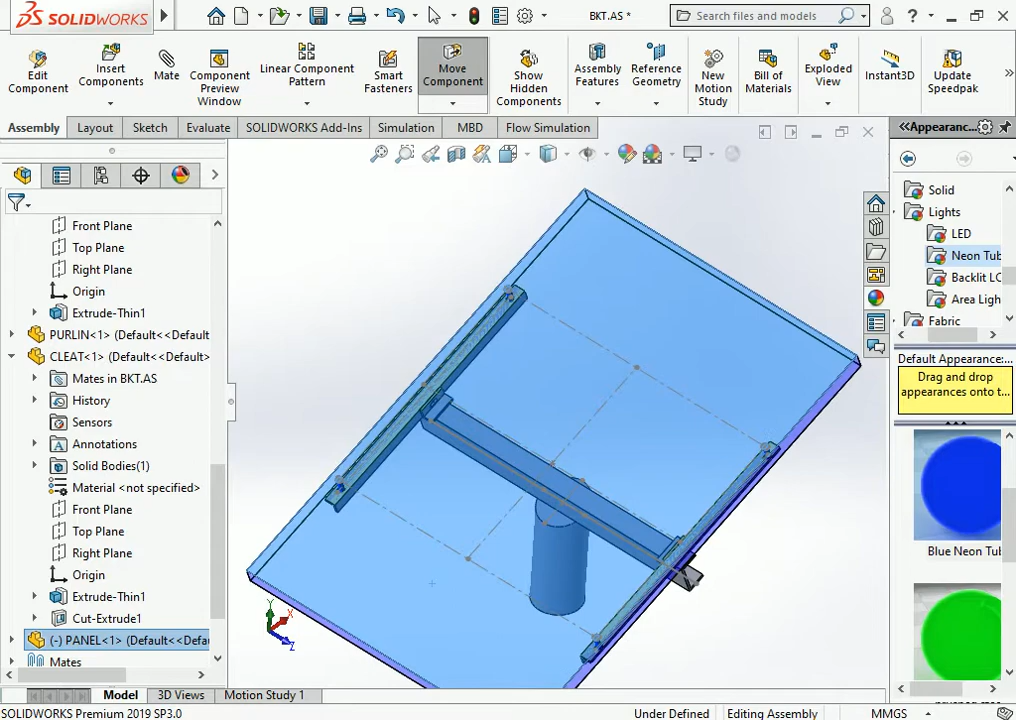 SOLIDWORKS
BKT.AS *
Search files and models
Edit Component
Insert Components
Mate
Component Preview Window
Linear Component Pattern
Smart Fasteners
Move Component
Show Hidden Components
Assembly Features
Reference Geometry
New Motion Study
Bill of Materials
Exploded View
Instant3D
Update Speedpak
Assembly
Layout
Sketch
Evaluate
SOLIDWORKS Add-Ins
Simulation
MBD
Flow Simulation
<<Appearanc...
Front Plane
Top Plane
Right Plane
Origin
Extrude-Thin1
PURLIN<1> (Default<<Default
CLEAT<1> (Default<<Default>
Mates in BKT.AS
History
Sensors
Annotations
Solid Bodies(1)
Material <not specified>
Front Plane
Top Plane
Right Plane
Origin
Extrude-Thin1
Cut-Extrude1
(-) PANEL<1> (Default<<Defa
Mates
Solid
Lights
LED
Neon Tub
Backlit LC
Area Ligh
Fabric
Default Appearance:...
Drag and drop
appearances onto t...
Blue Neon Tub
Y
X
Z
Model
3D Views
Motion Study 1
SOLIDWORKS Premium 2019 SP3.0
Under Defined
Editing Assembly
MMGS